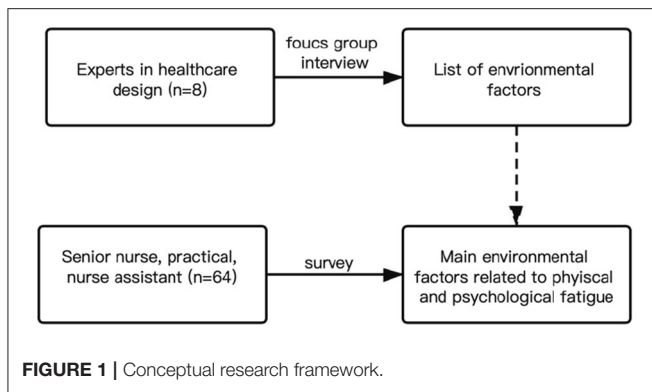 Experts in healthcare
design (n=8)
foucs group
interview
List of envrionmental
factors
Senior nurse, practical,
nurse assistant (n=64)
survey
Main environmental
factors related to phyiscal
and psychological fatigue
FIGURE 1 | Conceptual research framework.